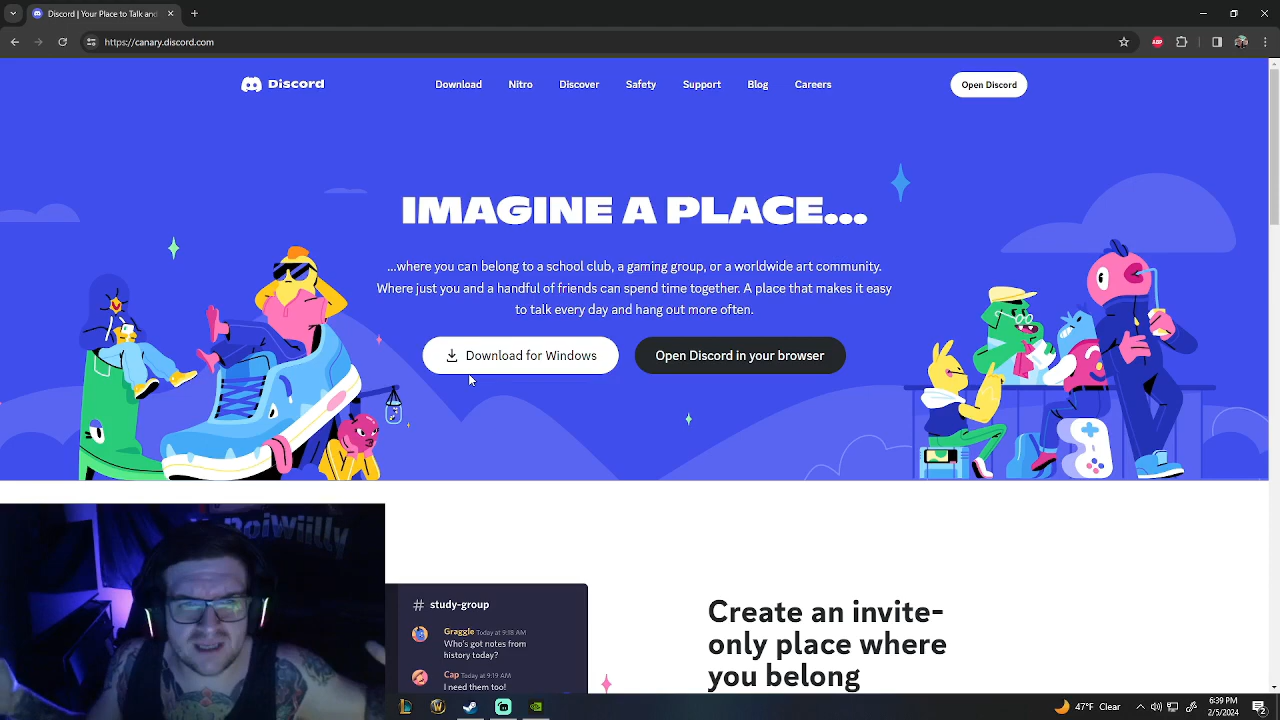 Discord | Your Place to Talk and
https://canary.discord.com
Discord
Download
Nitro
Discover
Safety
Support
Blog
Careers
Open Discord
IMAGINE A PLACE...
...where you can belong to a school club, a gaming group, or a worldwide art community.
Where just you and a handful of friends can spend time together. A place that makes it easy
to talk every day and hang out more often.
Download for Windows
Open Discord in your browser
Roiwiilly
# study-group
Graggle Today at 9:18 AM
Who's got notes from
history today?
Cap Today at 9:19 AM
I need them too!
Create an invite-
only place where
you belong
47°F Clear
6:39 PM
2/5/2024